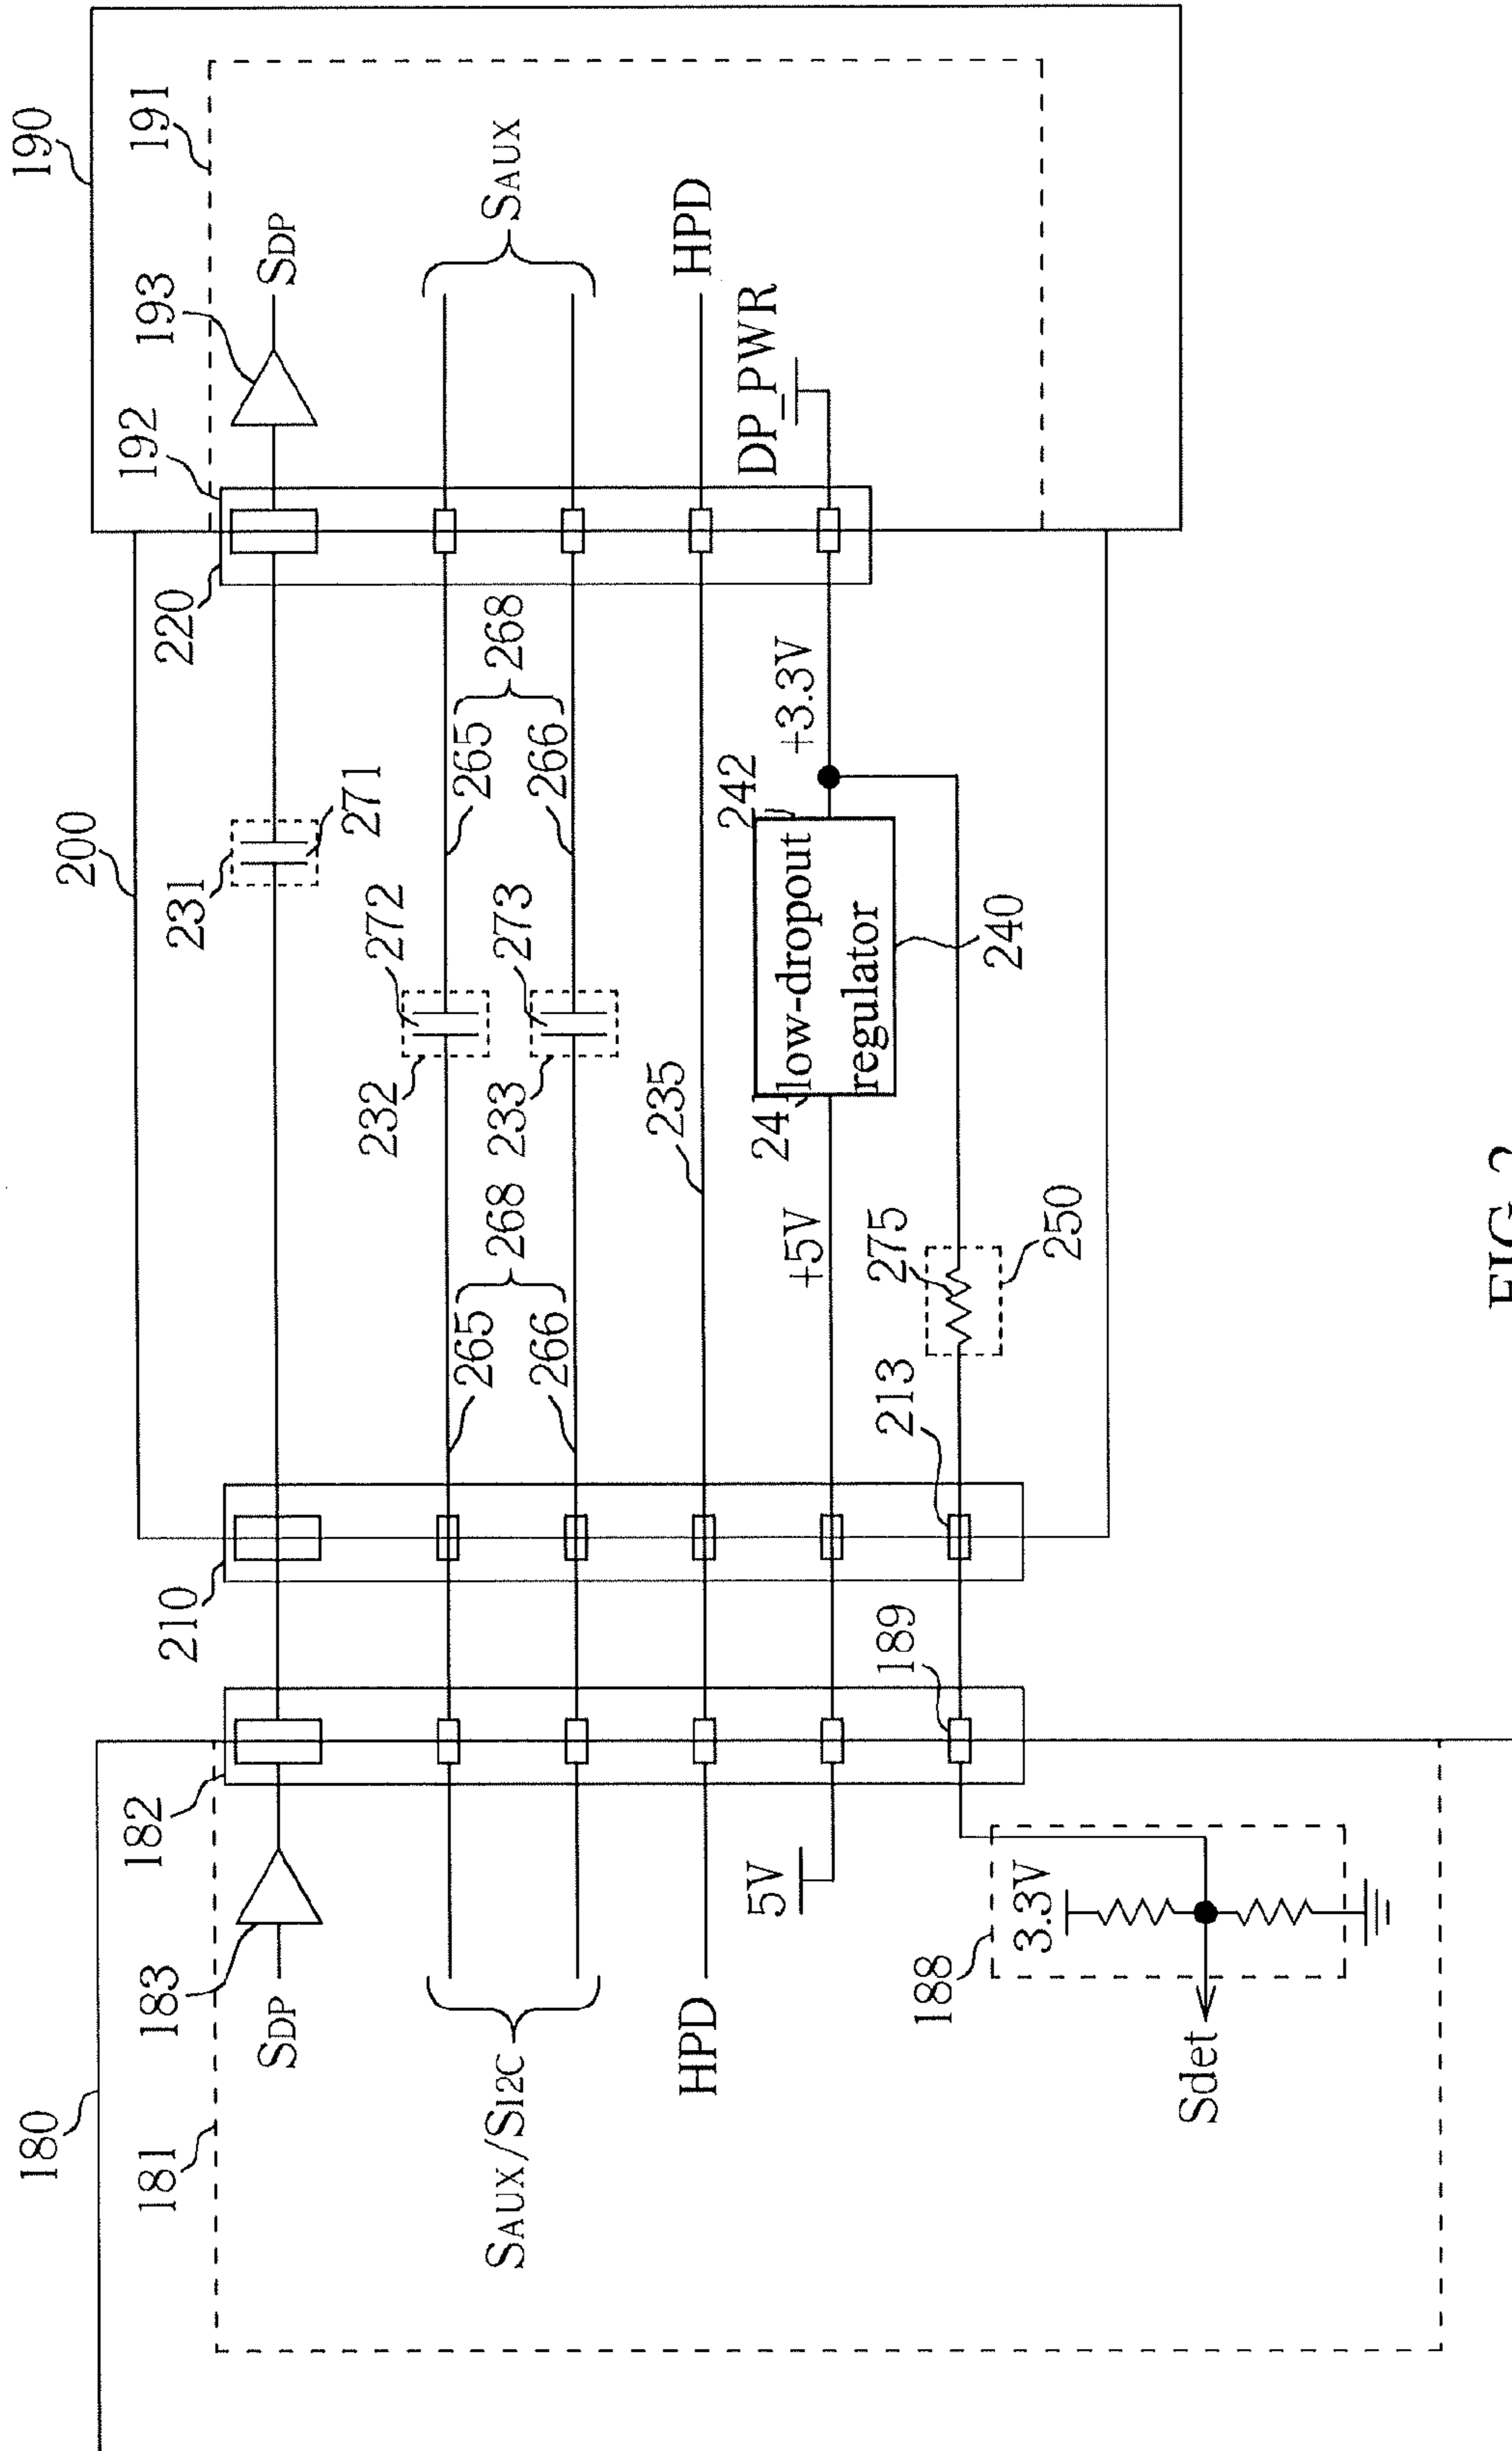 180
181
183
SDP
182
SAUX/SI2C
HPD
5V
188
3.3V
Sdet
189
210
213
200
231
271
265
266
268
232
272
233
273
265
266
268
235
+5V
241
242
low-dropout
regulator
240
+3.3V
275
250
220
192
190
191
193
SDP
SAUX
HPD
DP_PWR